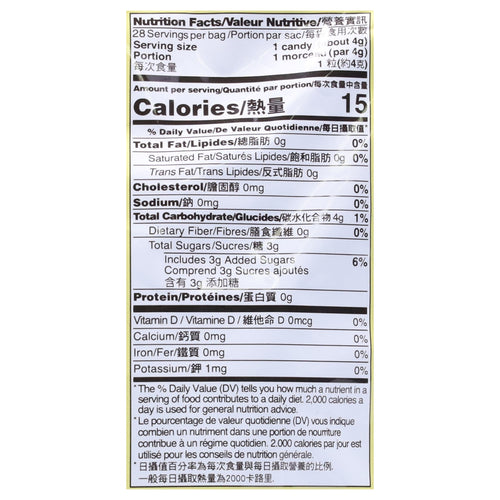 Nutrition Facts/Valeur Nutritive/營養資訊
28 Servings per bag/Portion par sac/每袋食用次數
Serving size 1 candy (about 4g)
Portion 1 morceau (par 4g)
每次食量 1 粒(約4克)
Amount per serving/Quantité par portion/每次食量中含量
Calories/熱量 15
% Daily Value/De Valeur Quotidienne/每日攝取值*
Total Fat/Lipides/總脂肪 0g 0%
Saturated Fat/Saturés Lipides/飽和脂肪 0g 0%
Trans Fat/Trans Lipides/反式脂肪 0g
Cholesterol/膽固醇 0mg 0%
Sodium/鈉 0mg 0%
Total Carbohydrate/Glucides/碳水化合物 4g 1%
Dietary Fiber/Fibres/膳食纖維 0g 0%
Total Sugars/Sucres/糖 3g
Includes 3g Added Sugars 6%
Comprend 3g Sucres ajoutés
含有 3g 添加糖
Protein/Protéines/蛋白質 0g
Vitamin D / Vitamine D / 維他命 D 0mcg 0%
Calcium/鈣質 0mg 0%
Iron/Fer/鐵質 0mg 0%
Potassium/鉀 1mg 0%
*The % Daily Value (DV) tells you how much a nutrient in a
serving of food contributes to a daily diet. 2,000 calories a
day is used for general nutrition advice.
*Le pourcentage de valeur quotidienne (DV) vous indique
combien un nutriment dans une portion de nourriture
contribue à un régime quotidien. 2.000 calories par jour est
utilisé pour les conseils de nutrition générale.
*日攝值百分率為每次食量與每日攝取營養的比例.
一般每日攝取熱量為2000卡路里.